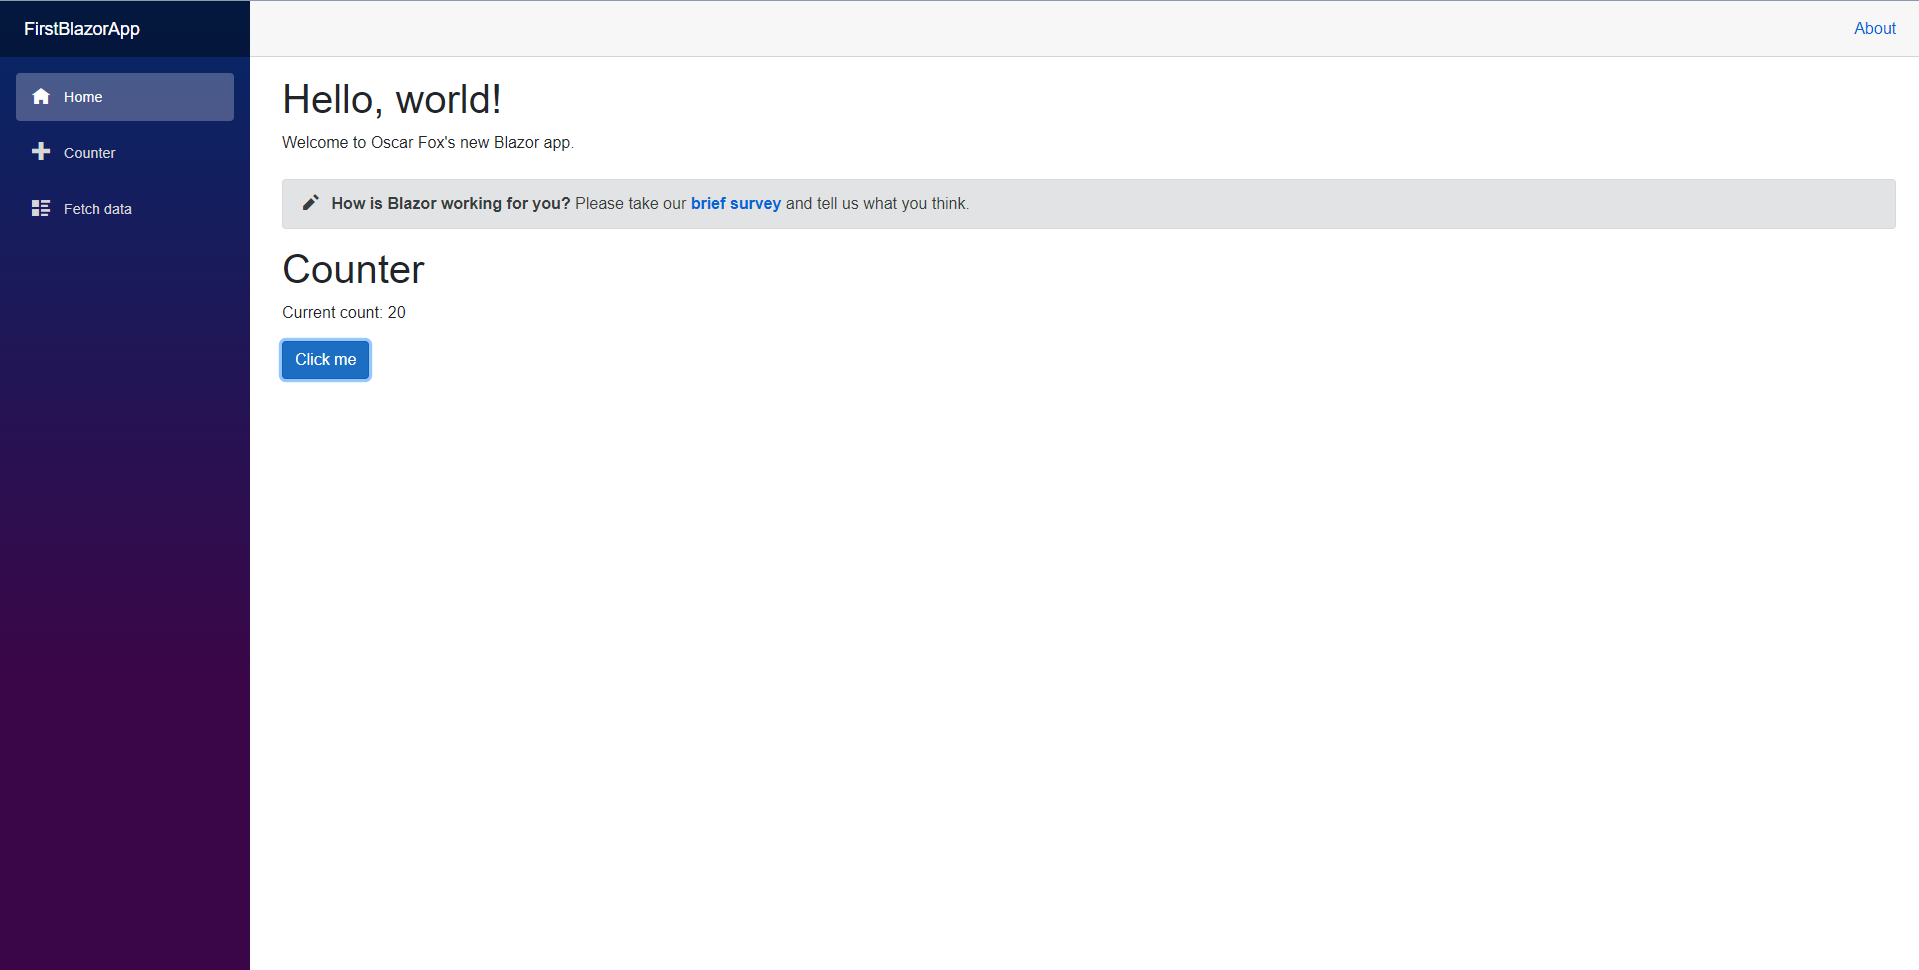 FirstBlazorApp
About
Home
Counter
Fetch data
Hello, world!
Welcome to Oscar Fox's new Blazor app.
How is Blazor working for you? Please take our brief survey and tell us what you think.
Counter
Current count: 20
Click me